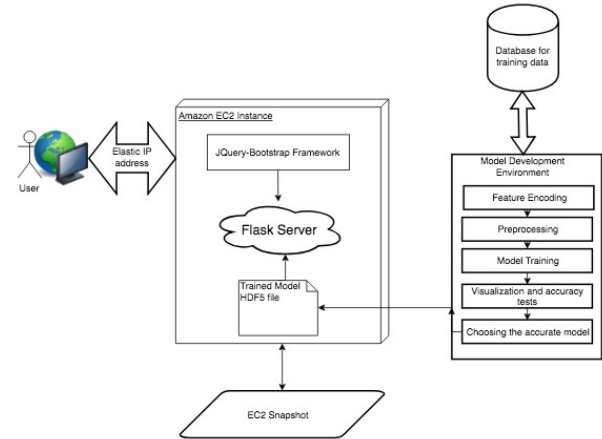 Database for
training data
Amazon EC2 Instance
JQuery-Bootstrap Framework
Elastic IP
address
User
Flask Server
Trained Model
HDF5 file
Model Development
Environment
Feature Encoding
Preprocessing
Model Training
Visualization and accuracy
tests
Choosing the accurate model
EC2 Snapshot